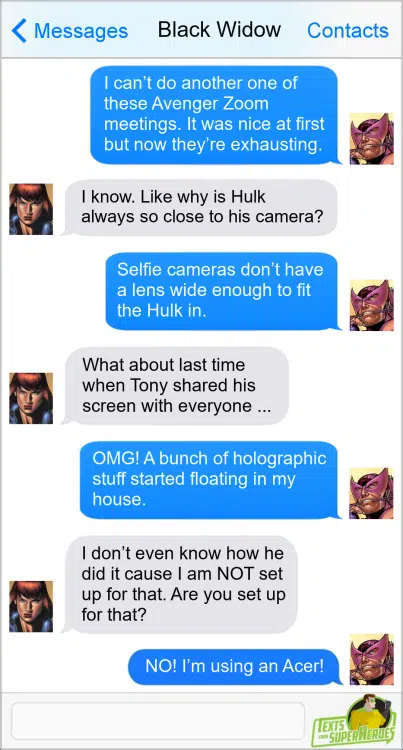 Messages Black Widow Contacts
I can't do another one of
these Avenger Zoom
meetings. It was nice at first
but now they're exhausting.
I know. Like why is Hulk
always so close to his camera?
Selfie cameras don't have
a lens wide enough to fit
the Hulk in.
What about last time
when Tony shared his
screen with everyone ...
OMG! A bunch of holographic
stuff started floating in my
house.
I don't even know how he
did it cause I am NOT set
up for that. Are you set up
for that?
NO! I'm using an Acer!
TEXTS
FROM SUPERHEROES